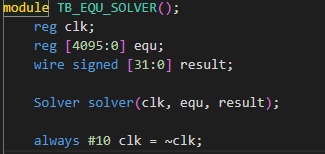 module TB_EQU_SOLVER();
reg clk;
reg [4095:0] equ;
wire signed [31:0] result;
Solver solver(clk, equ, result);
always #10 clk = ~clk;